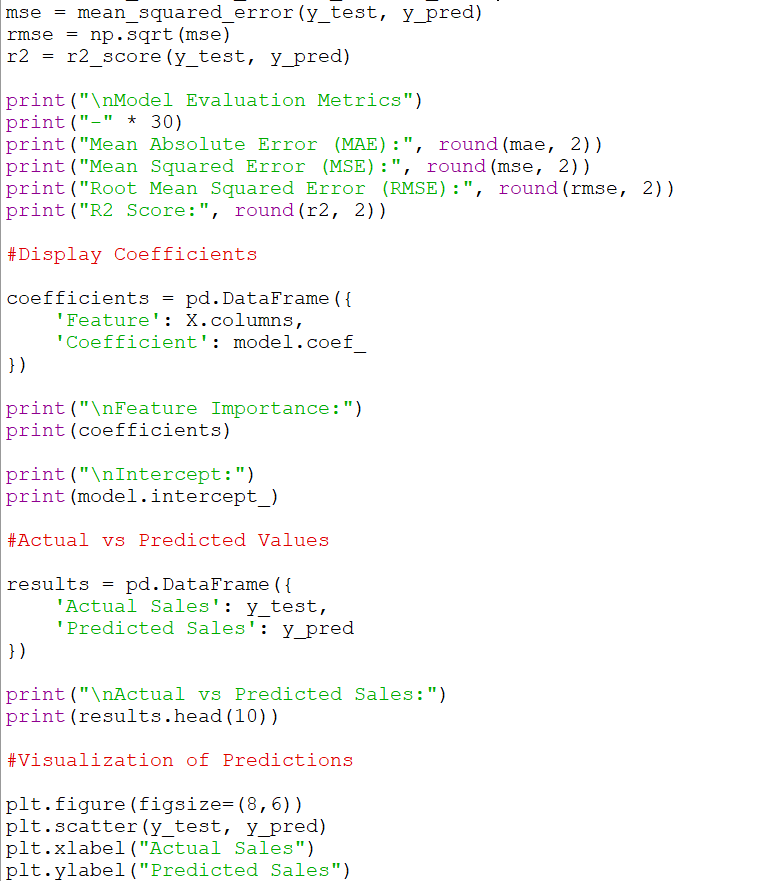 mse = mean_squared_error(y_test, y_pred)
rmse = np.sqrt(mse)
r2 = r2_score(y_test, y_pred)

print("\nModel Evaluation Metrics")
print("-" * 30)
print("Mean Absolute Error (MAE):", round(mae, 2))
print("Mean Squared Error (MSE):", round(mse, 2))
print("Root Mean Squared Error (RMSE):", round(rmse, 2))
print("R2 Score:", round(r2, 2))

#Display Coefficients

coefficients = pd.DataFrame({
    'Feature': X.columns,
    'Coefficient': model.coef_
})

print("\nFeature Importance:")
print(coefficients)

print("\nIntercept:")
print(model.intercept_)

#Actual vs Predicted Values

results = pd.DataFrame({
    'Actual Sales': y_test,
    'Predicted Sales': y_pred
})

print("\nActual vs Predicted Sales:")
print(results.head(10))

#Visualization of Predictions

plt.figure(figsize=(8,6))
plt.scatter(y_test, y_pred)
plt.xlabel("Actual Sales")
plt.ylabel("Predicted Sales")